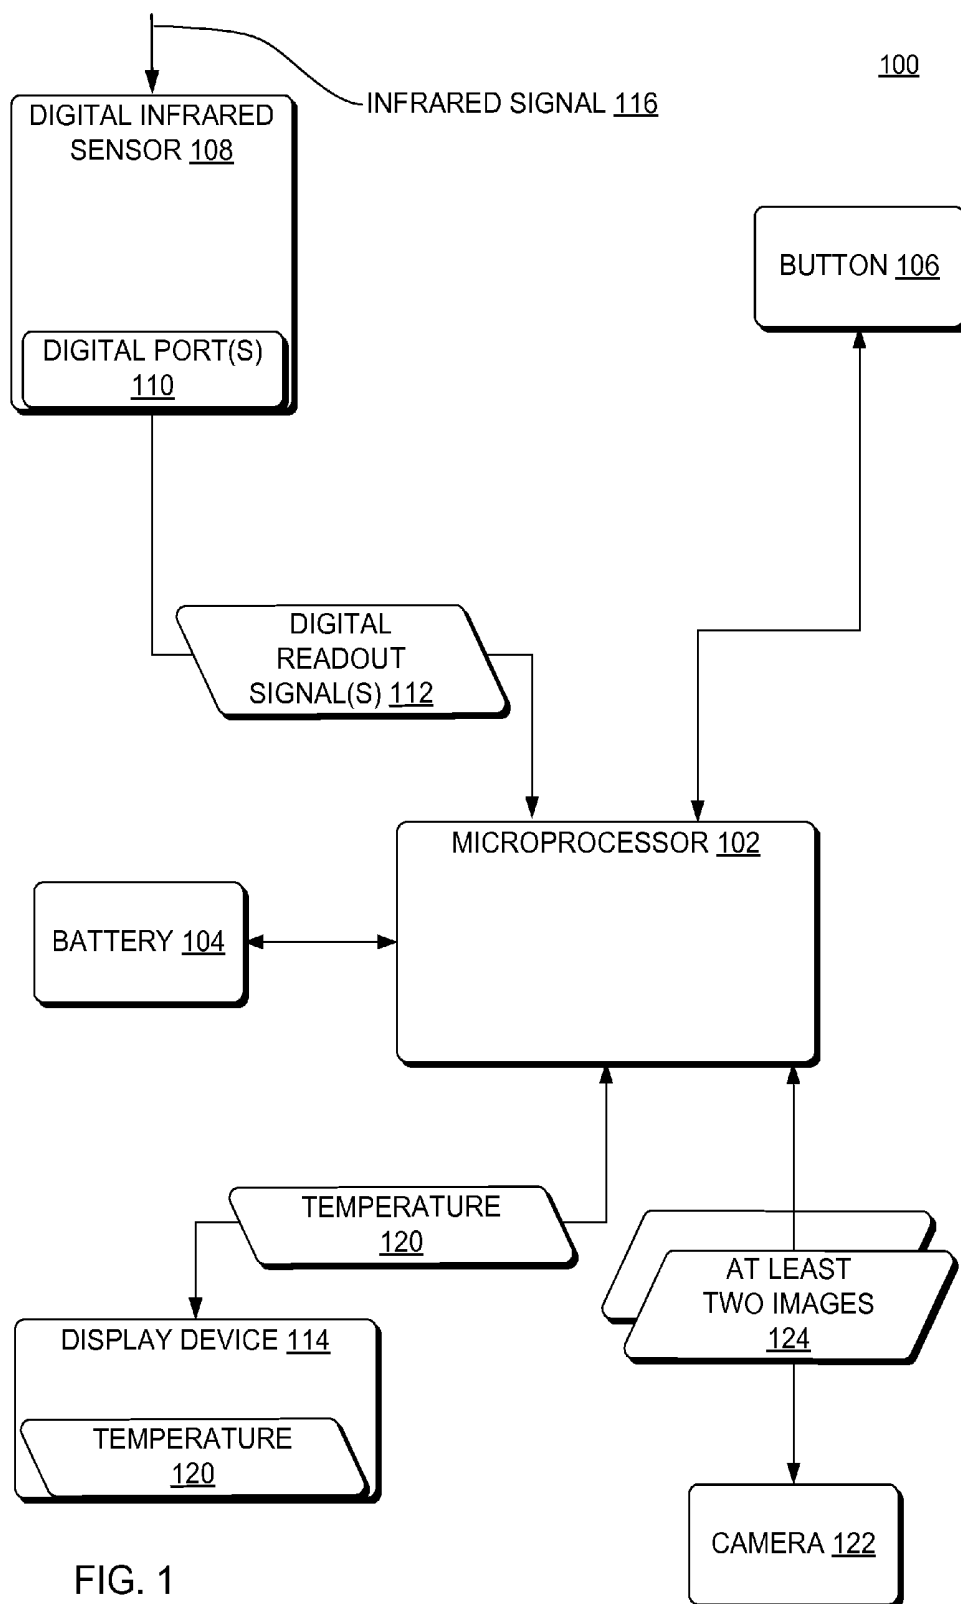 100
INFRARED SIGNAL 116
DIGITAL INFRARED
SENSOR 108
BUTTON 106
DIGITAL PORT(S)
110
DIGITAL
READOUT
SIGNAL(S) 112
MICROPROCESSOR 102
BATTERY 104
TEMPERATURE
120
AT LEAST
TWO IMAGES
124
DISPLAY DEVICE 114
TEMPERATURE
120
CAMERA 122
FIG. 1